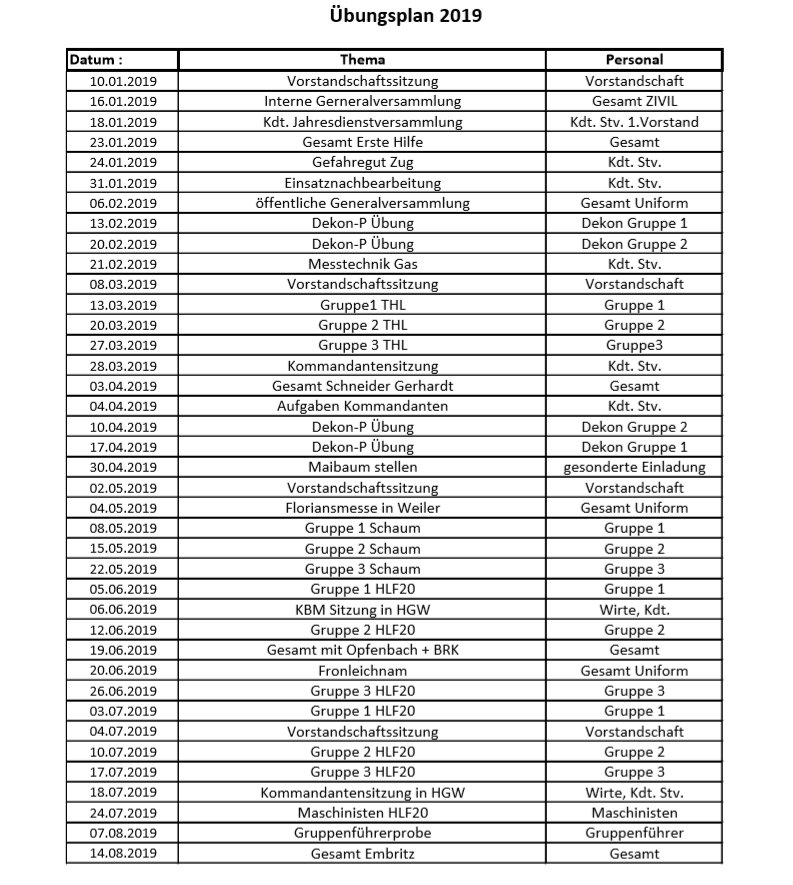 Übungsplan 2019
Datum : Thema Personal
10.01.2019 Vorstandschaftssitzung Vorstandschaft
16.01.2019 Interne Gerneralversammlung Gesamt ZIVIL
18.01.2019 Kdt. Jahresdienstversammlung Kdt. Stv. 1.Vorstand
23.01.2019 Gesamt Erste Hilfe Gesamt
24.01.2019 Gefahregut Zug Kdt. Stv.
31.01.2019 Einsatznachbearbeitung Kdt. Stv.
06.02.2019 öffentliche Generalversammlung Gesamt Uniform
13.02.2019 Dekon-P Übung Dekon Gruppe 1
20.02.2019 Dekon-P Übung Dekon Gruppe 2
21.02.2019 Messtechnik Gas Kdt. Stv.
08.03.2019 Vorstandschaftssitzung Vorstandschaft
13.03.2019 Gruppe1 THL Gruppe 1
20.03.2019 Gruppe 2 THL Gruppe 2
27.03.2019 Gruppe 3 THL Gruppe3
28.03.2019 Kommandantensitzung Kdt. Stv.
03.04.2019 Gesamt Schneider Gerhardt Gesamt
04.04.2019 Aufgaben Kommandanten Kdt. Stv.
10.04.2019 Dekon-P Übung Dekon Gruppe 2
17.04.2019 Dekon-P Übung Dekon Gruppe 1
30.04.2019 Maibaum stellen gesonderte Einladung
02.05.2019 Vorstandschaftssitzung Vorstandschaft
04.05.2019 Floriansmesse in Weiler Gesamt Uniform
08.05.2019 Gruppe 1 Schaum Gruppe 1
15.05.2019 Gruppe 2 Schaum Gruppe 2
22.05.2019 Gruppe 3 Schaum Gruppe 3
05.06.2019 Gruppe 1 HLF20 Gruppe 1
06.06.2019 KBM Sitzung in HGW Wirte, Kdt.
12.06.2019 Gruppe 2 HLF20 Gruppe 2
19.06.2019 Gesamt mit Opfenbach + BRK Gesamt
20.06.2019 Fronleichnam Gesamt Uniform
26.06.2019 Gruppe 3 HLF20 Gruppe 3
03.07.2019 Gruppe 1 HLF20 Gruppe 1
04.07.2019 Vorstandschaftssitzung Vorstandschaft
10.07.2019 Gruppe 2 HLF20 Gruppe 2
17.07.2019 Gruppe 3 HLF20 Gruppe 3
18.07.2019 Kommandantensitzung in HGW Wirte, Kdt. Stv.
24.07.2019 Maschinisten HLF20 Maschinisten
07.08.2019 Gruppenführerprobe Gruppenführer
14.08.2019 Gesamt Embritz Gesamt